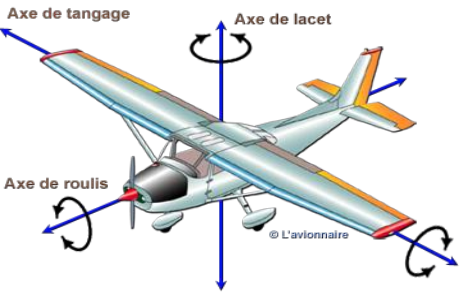 Axe de tangage
Axe de lacet
Axe de roulis
© L'avionnaire